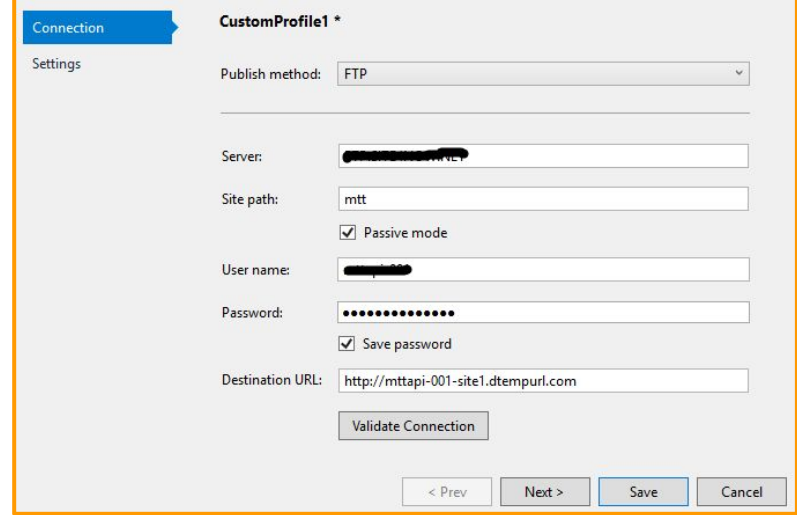 Connection
CustomProfile1 *
Settings
Publish method: FTP
Server:
Site path: mtt
Passive mode
User name:
Password: ●●●●●●●●●●●●●●
Save password
Destination URL: http://mttapi-001-site1.dtempurl.com
Validate Connection
< Prev Next > Save Cancel